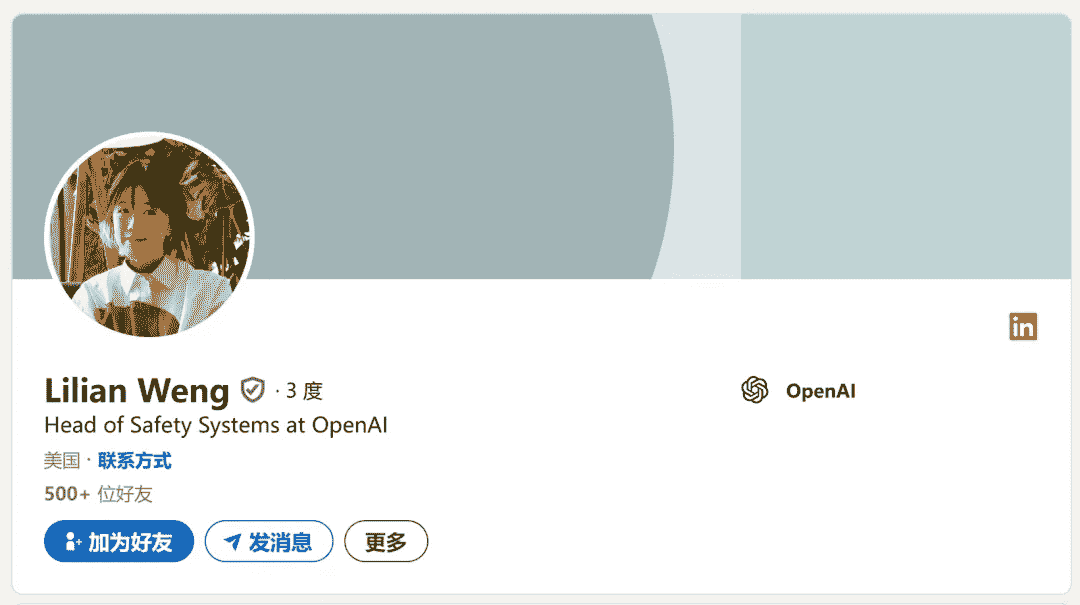 in
Lilian Weng · 3 度
OpenAI
Head of Safety Systems at OpenAI
美国 · 联系方式
500+ 位好友
加为好友
发消息
更多